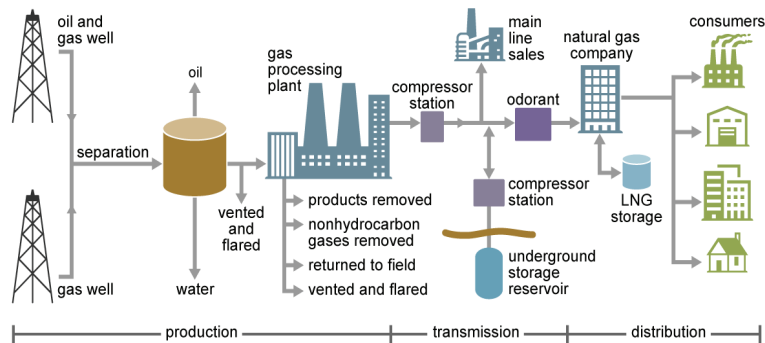 oil and
gas well
oil
separation
gas well
water
vented
and
flared
gas
processing
plant
products removed
nonhydrocarbon
gases removed
returned to field
vented and flared
compressor
station
main
line
sales
odorant
compressor
station
underground
storage
reservoir
natural gas
company
LNG
storage
consumers
production
transmission
distribution